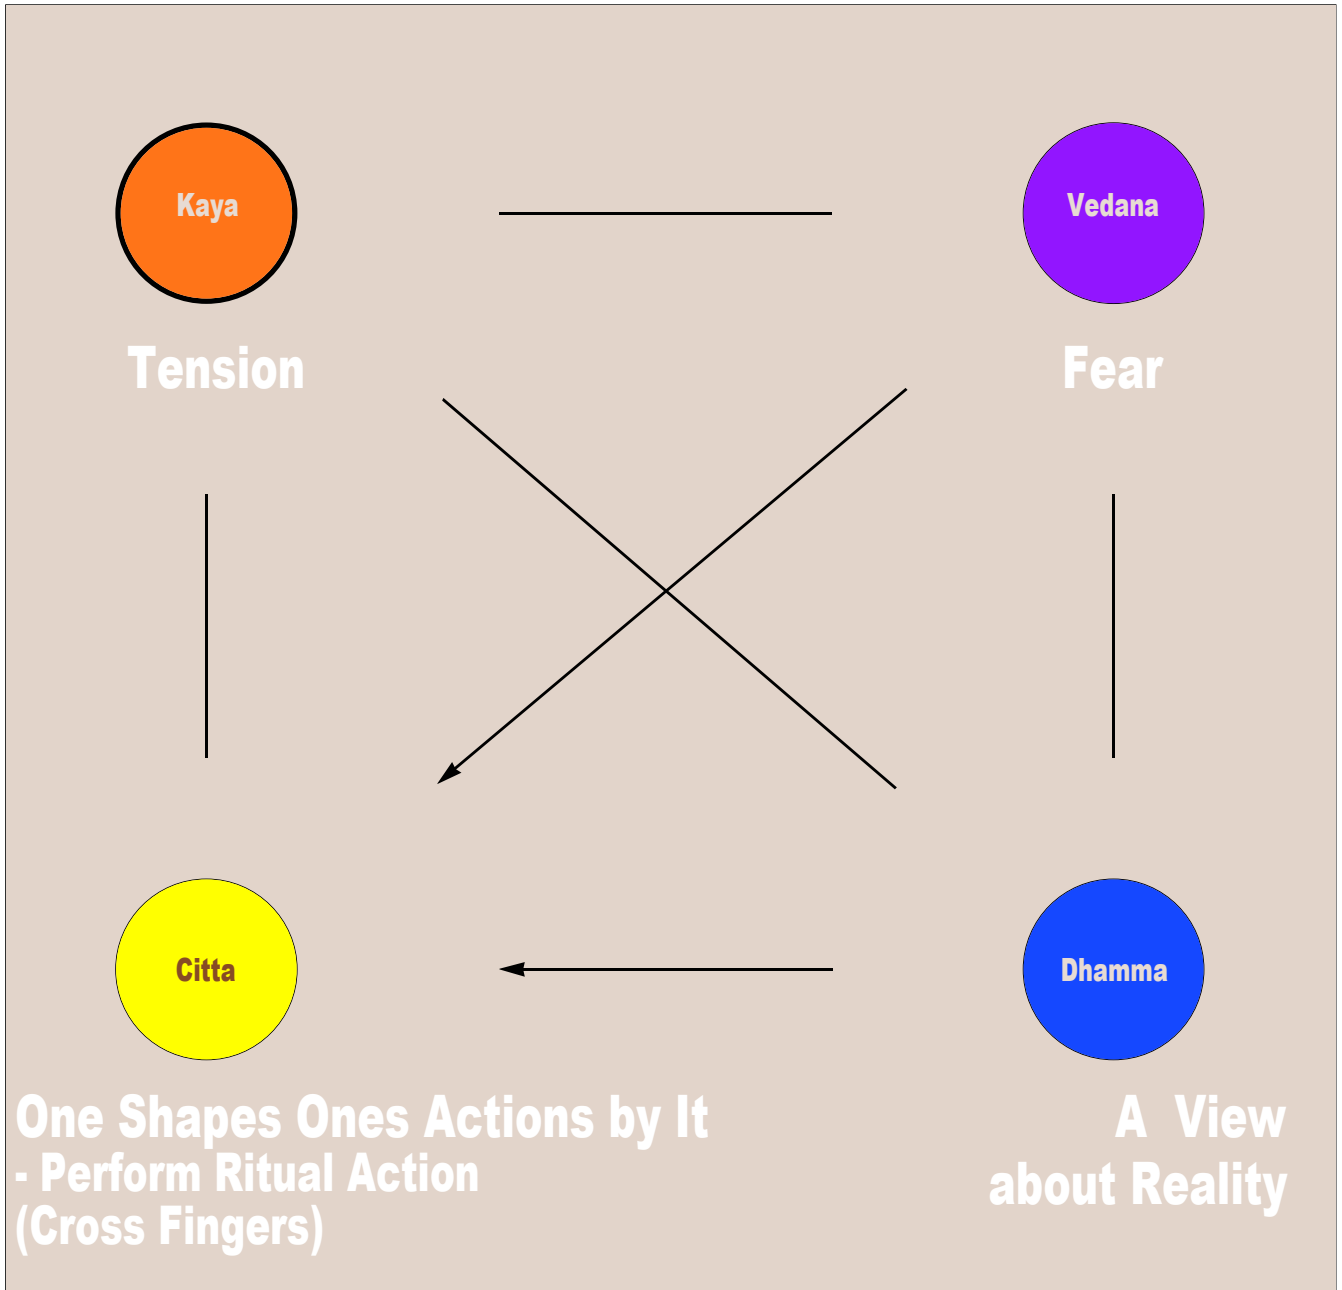 Kaya
Vedana
Tension
Fear
Citta
Dhamma
One Shapes Ones Actions by It
- Perform Ritual Action
(Cross Fingers)
A View
about Reality